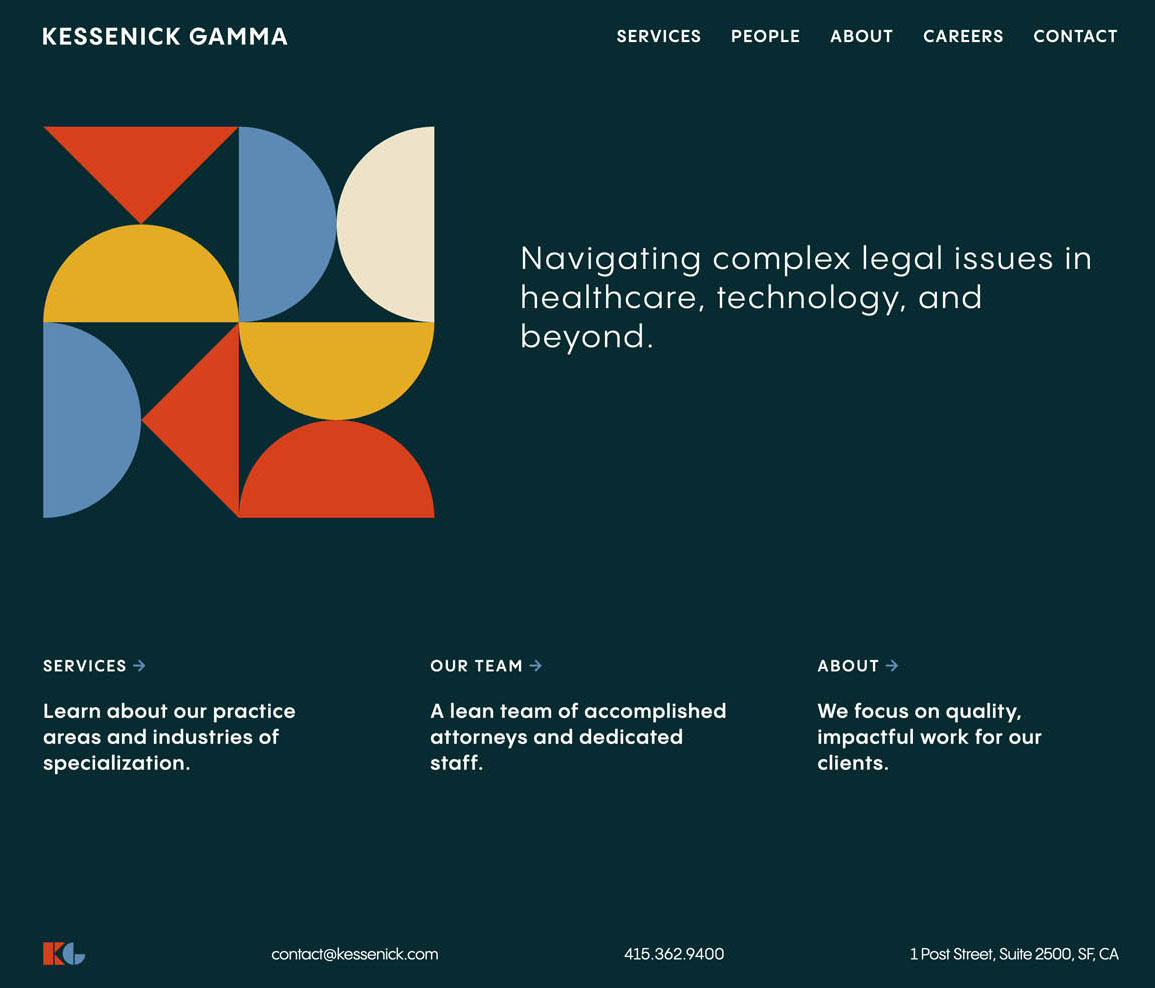 KESSENICK GAMMA
SERVICES PEOPLE ABOUT CAREERS CONTACT
Navigating complex legal issues in
healthcare, technology, and
beyond.
SERVICES →
Learn about our practice
areas and industries of
specialization.
OUR TEAM →
A lean team of accomplished
attorneys and dedicated
staff.
ABOUT →
We focus on quality,
impactful work for our
clients.
KG
contact@kessenick.com
415.362.9400
1 Post Street, Suite 2500, SF, CA